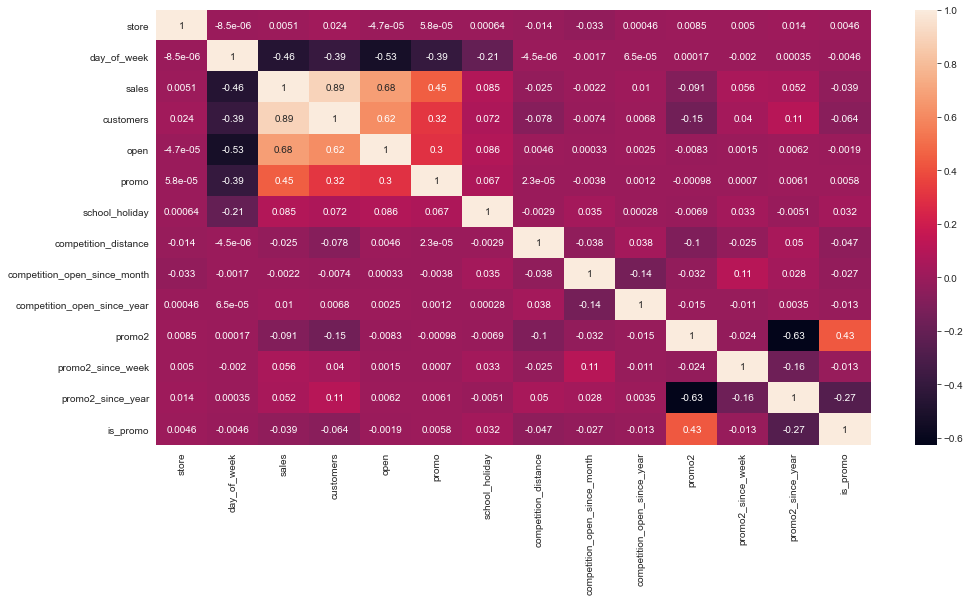 store 1 -8.5e-06 0.0051 0.024 -4.7e-05 5.8e-05 0.00064 -0.014 -0.033 0.00046 0.0085 0.005 0.014 0.0046
day_of_week -8.5e-06 1 -0.46 -0.39 -0.53 -0.39 -0.21 -4.5e-06 -0.0017 6.5e-05 0.00017 -0.002 0.00035 -0.0046
sales 0.0051 -0.46 1 0.89 0.68 0.45 0.085 -0.025 -0.0022 0.01 -0.091 0.056 0.052 -0.039
customers 0.024 -0.39 0.89 1 0.62 0.32 0.072 -0.078 -0.0074 0.0068 -0.15 0.04 0.11 -0.064
open -4.7e-05 -0.53 0.68 0.62 1 0.3 0.086 0.0046 0.00033 0.0025 -0.0083 0.0015 0.0062 -0.0019
promo 5.8e-05 -0.39 0.45 0.32 0.3 1 0.067 2.3e-05 -0.0038 0.0012 -0.00098 0.0007 0.0061 0.0058
school_holiday 0.00064 -0.21 0.085 0.072 0.086 0.067 1 -0.0029 0.035 0.00028 -0.0069 0.033 -0.0051 0.032
competition_distance -0.014 -4.5e-06 -0.025 -0.078 0.0046 2.3e-05 -0.0029 1 -0.038 0.038 -0.1 -0.025 0.05 -0.047
competition_open_since_month -0.033 -0.0017 -0.0022 -0.0074 0.00033 -0.0038 0.035 -0.038 1 -0.14 -0.032 0.11 0.028 -0.027
competition_open_since_year 0.00046 6.5e-05 0.01 0.0068 0.0025 0.0012 0.00028 0.038 -0.14 1 -0.015 -0.011 0.0035 -0.013
promo2 0.0085 0.00017 -0.091 -0.15 -0.0083 -0.00098 -0.0069 -0.1 -0.032 -0.015 1 -0.024 -0.63 0.43
promo2_since_week 0.005 -0.002 0.056 0.04 0.0015 0.0007 0.033 -0.025 0.11 -0.011 -0.024 1 -0.16 -0.013
promo2_since_year 0.014 0.00035 0.052 0.11 0.0062 0.0061 -0.0051 0.05 0.028 0.0035 -0.63 -0.16 1 -0.27
is_promo 0.0046 -0.0046 -0.039 -0.064 -0.0019 0.0058 0.032 -0.047 -0.027 -0.013 0.43 -0.013 -0.27 1
store
day_of_week
sales
customers
open
promo
school_holiday
competition_distance
competition_open_since_month
competition_open_since_year
promo2
promo2_since_week
promo2_since_year
is_promo
1.0
0.8
0.6
0.4
0.2
0.0
−0.2
−0.4
−0.6